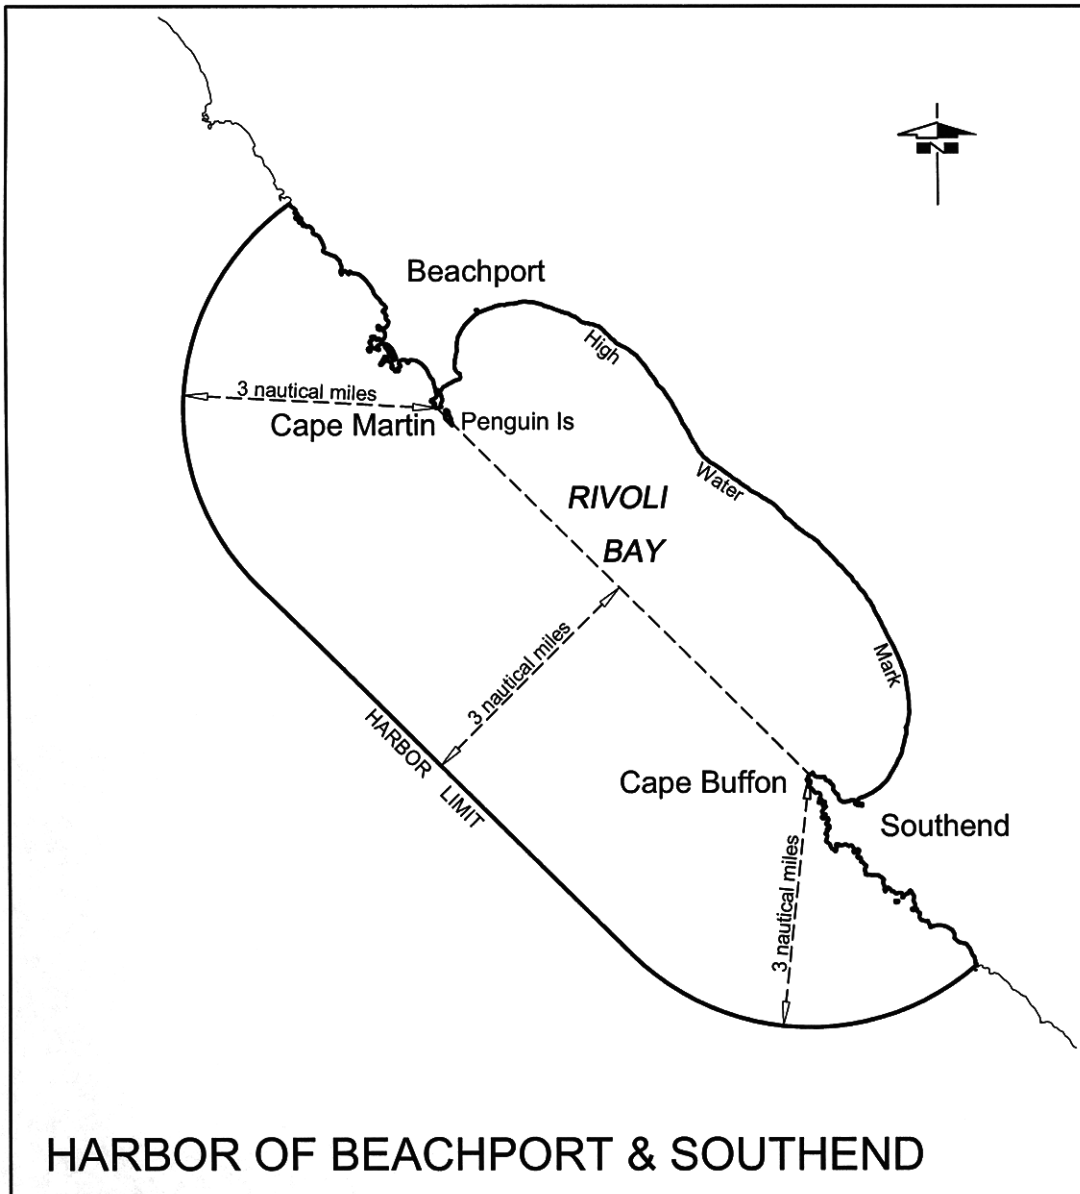 N
Beachport
High
3 nautical miles
Cape Martin
Penguin Is
Water
RIVOLI
BAY
3 nautical miles
Mark
HARBOR
LIMIT
Cape Buffon
Southend
3 nautical miles
HARBOR OF BEACHPORT & SOUTHEND